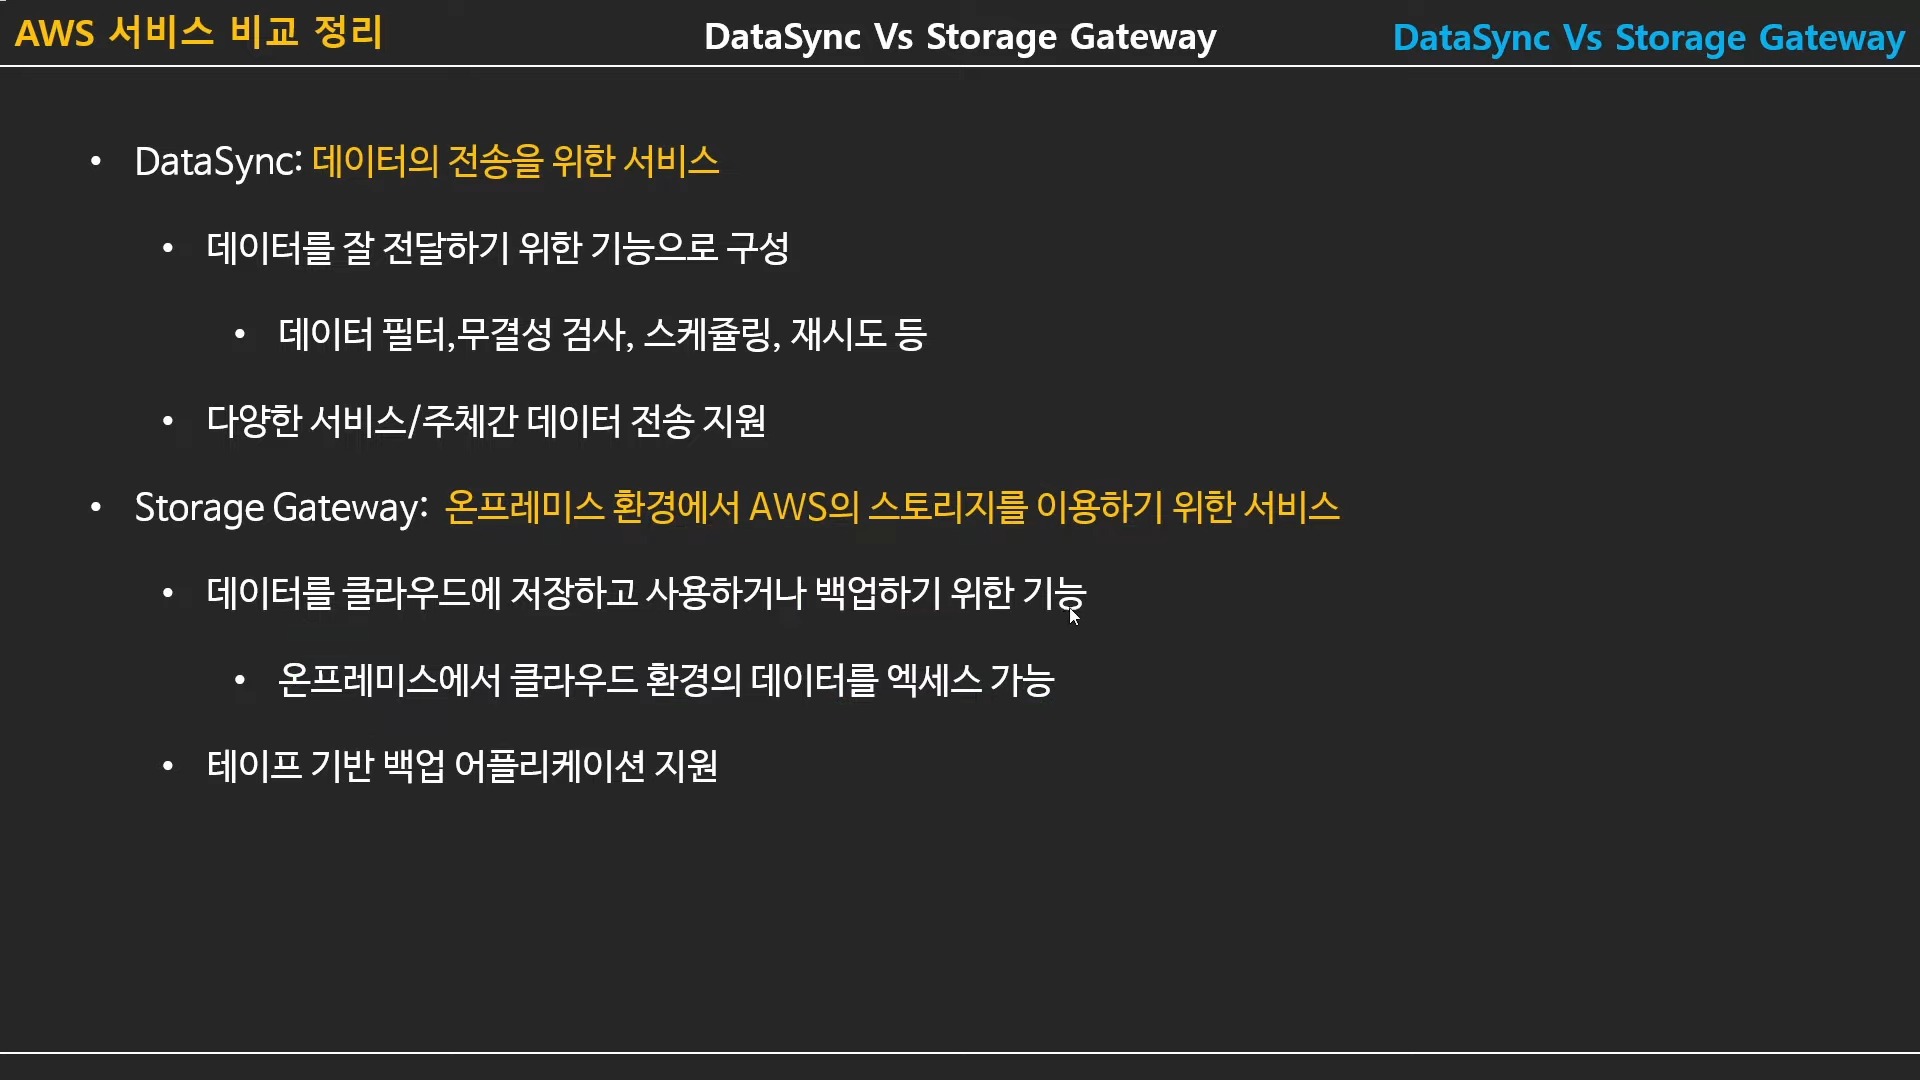 AWS 서비스 비교 정리
DataSync Vs Storage Gateway
DataSync Vs Storage Gateway
• DataSync: 데이터의 전송을 위한 서비스
• 데이터를 잘 전달하기 위한 기능으로 구성
• 데이터 필터,무결성 검사, 스케쥴링, 재시도 등
• 다양한 서비스/주체간 데이터 전송 지원
• Storage Gateway: 온프레미스 환경에서 AWS의 스토리지를 이용하기 위한 서비스
• 데이터를 클라우드에 저장하고 사용하거나 백업하기 위한 기능
• 온프레미스에서 클라우드 환경의 데이터를 엑세스 가능
• 테이프 기반 백업 어플리케이션 지원